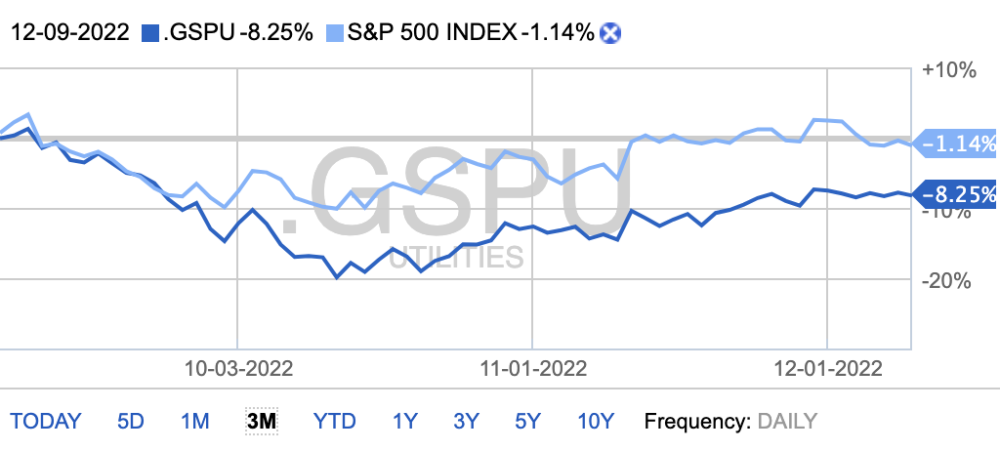 12-09-2022 .GSPU -8.25% S&P 500 INDEX -1.14%
+10%
-1.14%
-8.25%
-10%
-20%
.GSPU
UTILITIES
10-03-2022 11-01-2022 12-01-2022
TODAY 5D 1M 3M YTD 1Y 3Y 5Y 10Y Frequency: DAILY